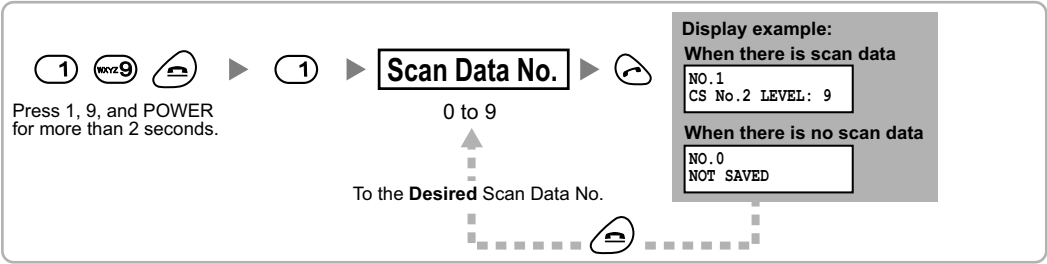 1) WXYZ9
Press 1, 9, and POWER
for more than 2 seconds.
1)
Scan Data No.
0 to 9
To the Desired Scan Data No.
Display example:
When there is scan data
NO.1
CS No.2 LEVEL: 9
When there is no scan data
NO.0
NOT SAVED